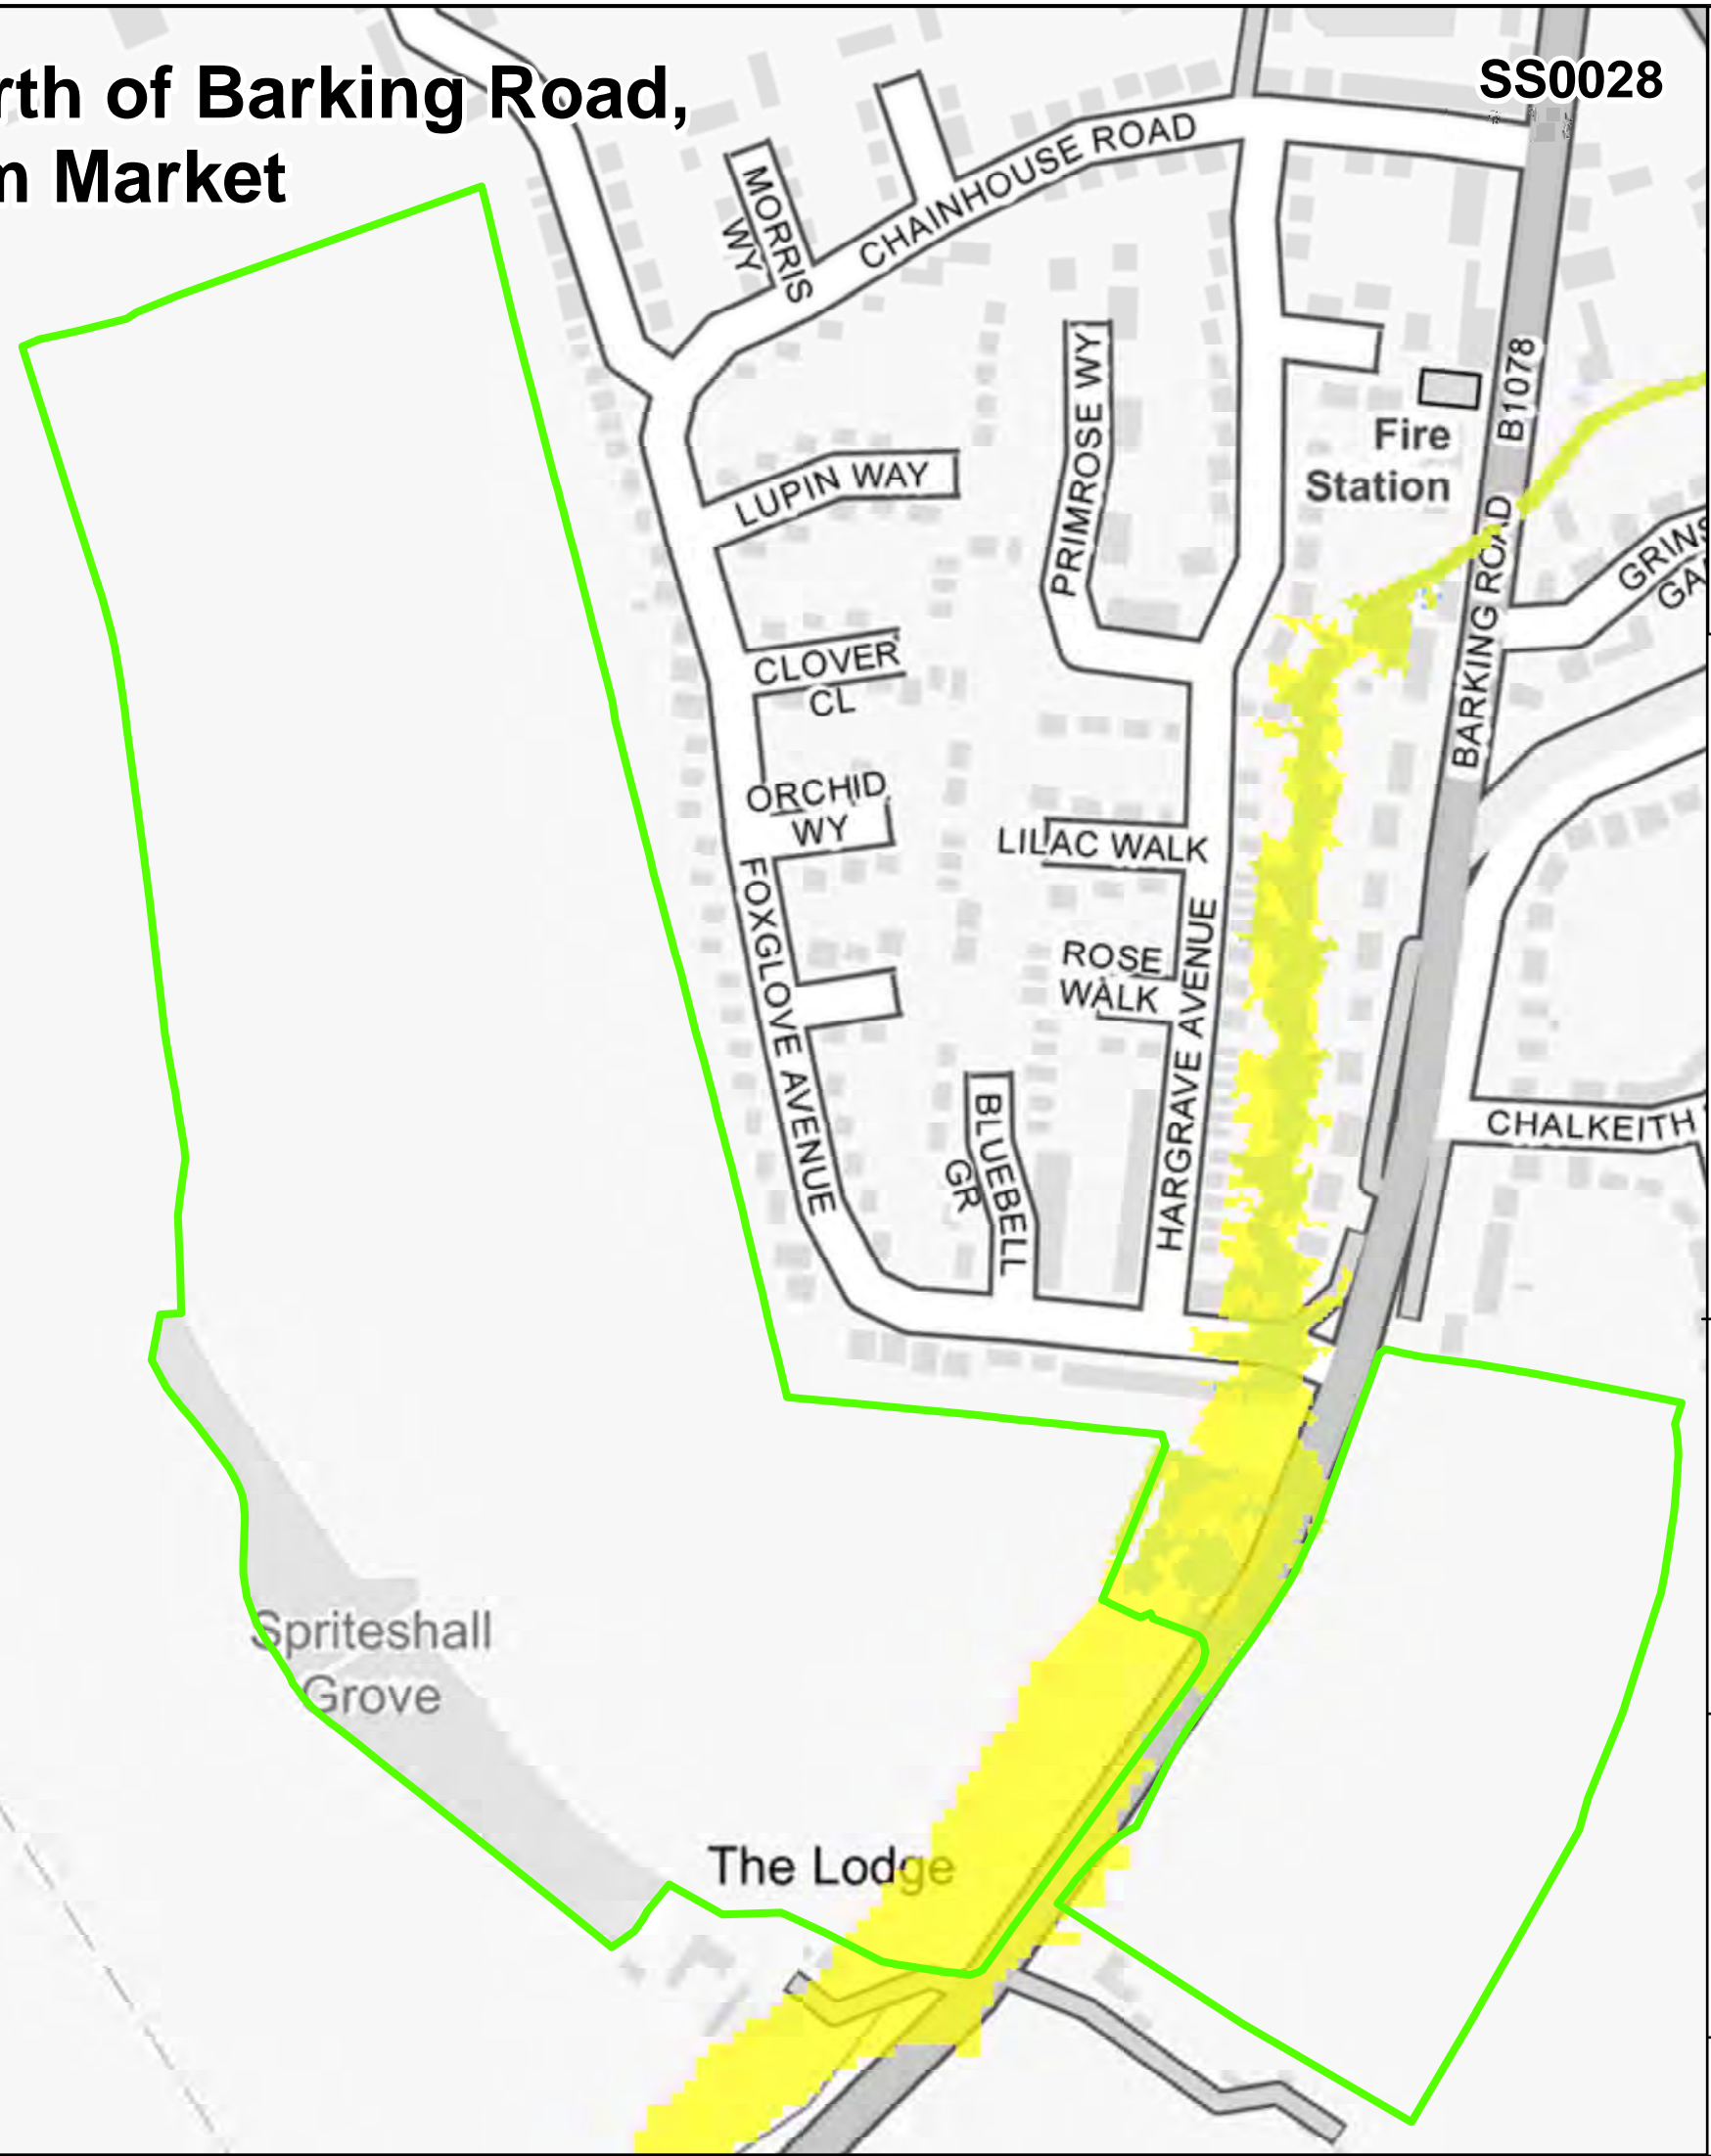 rth of Barking Road,
m Market
SS0028
MORRIS
WY
CHAINHOUSE ROAD
PRIMROSE WY
B1078
Fire
Station
LUPIN WAY
BARKING ROAD
CLOVER
CL
ORCHID
WY
LILAC WALK
FOXGLOVE AVENUE
ROSE
WALK
HARGRAVE AVENUE
BLUEBELL
GR
CHALKEITH
GRINS
GA
Spriteshall
Grove
The Lodge